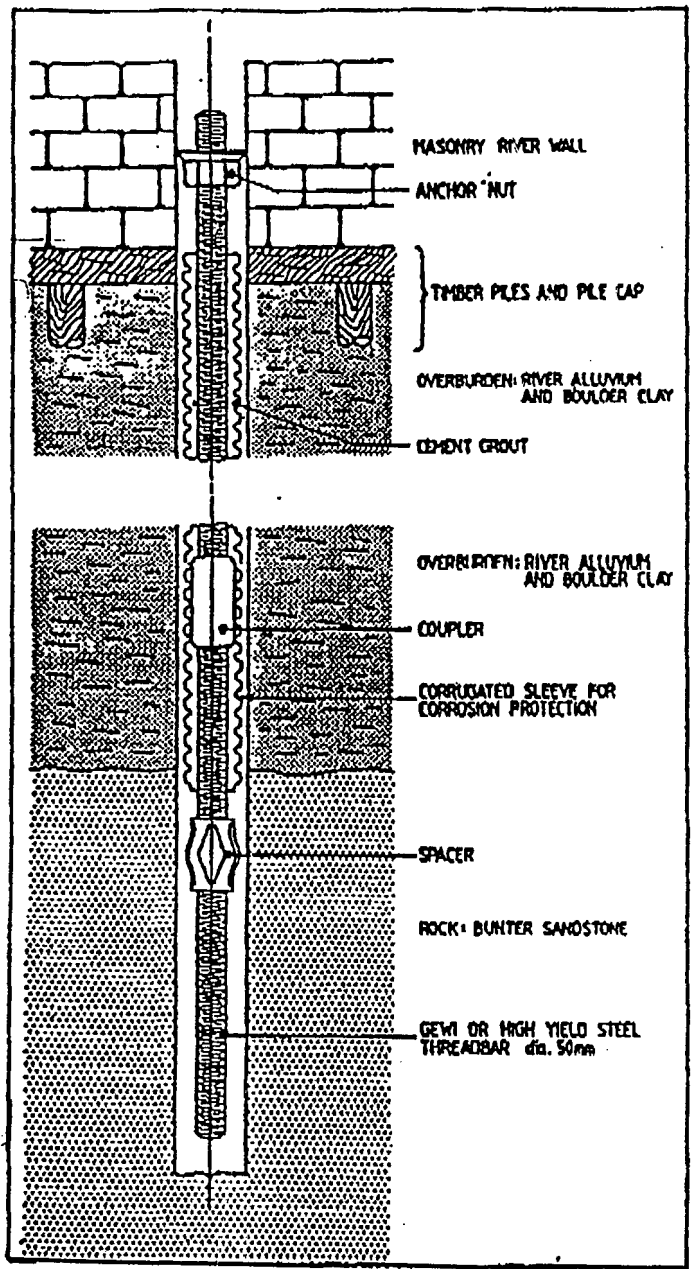 MASONRY RIVER WALL
ANCHOR NUT
TIMBER PILES AND PILE CAP
OVERBURDEN: RIVER ALLUVIUM
AND BOULDER CLAY
CEMENT GROUT
OVERBURDEN: RIVER ALLUVIUM
AND BOULDER CLAY
COUPLER
CORRUGATED SLEEVE FOR
CORROSION PROTECTION
SPACER
ROCK: BUNTER SANDSTONE
GEWI OR HIGH YIELD STEEL
THREADBAR dia. 50mm